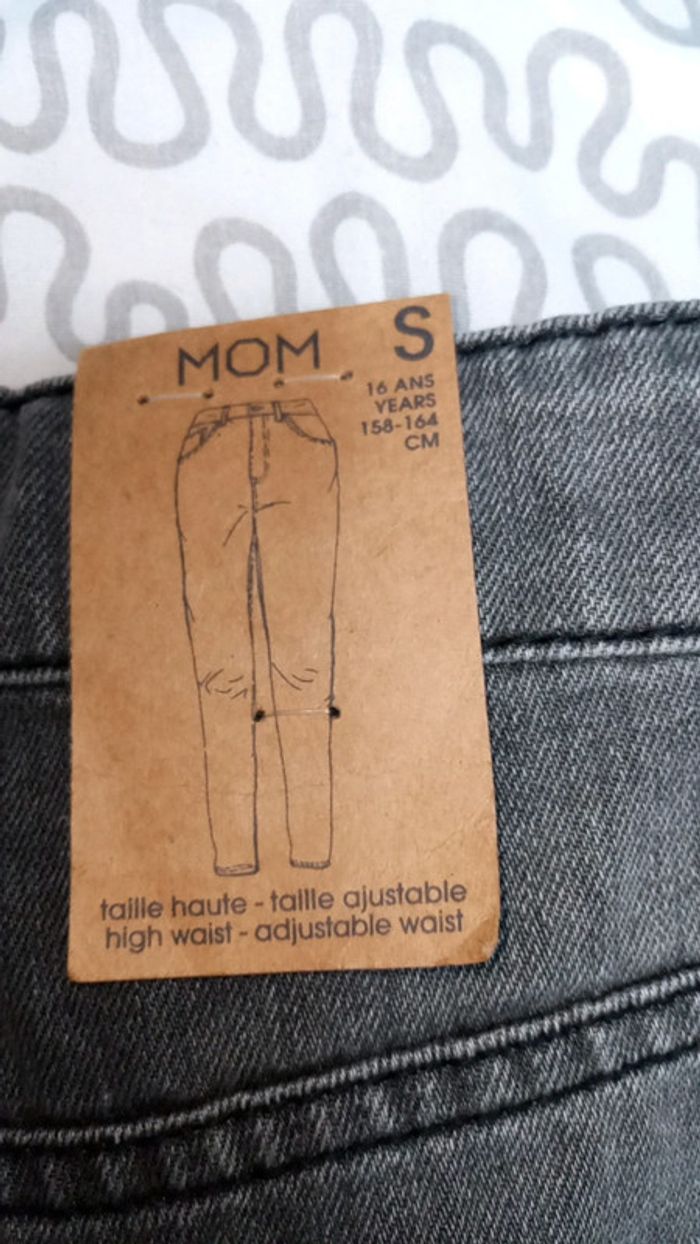 MOM
S
16 ANS
YEARS
158-164
CM
taille haute - taille ajustable
high waist - adjustable waist